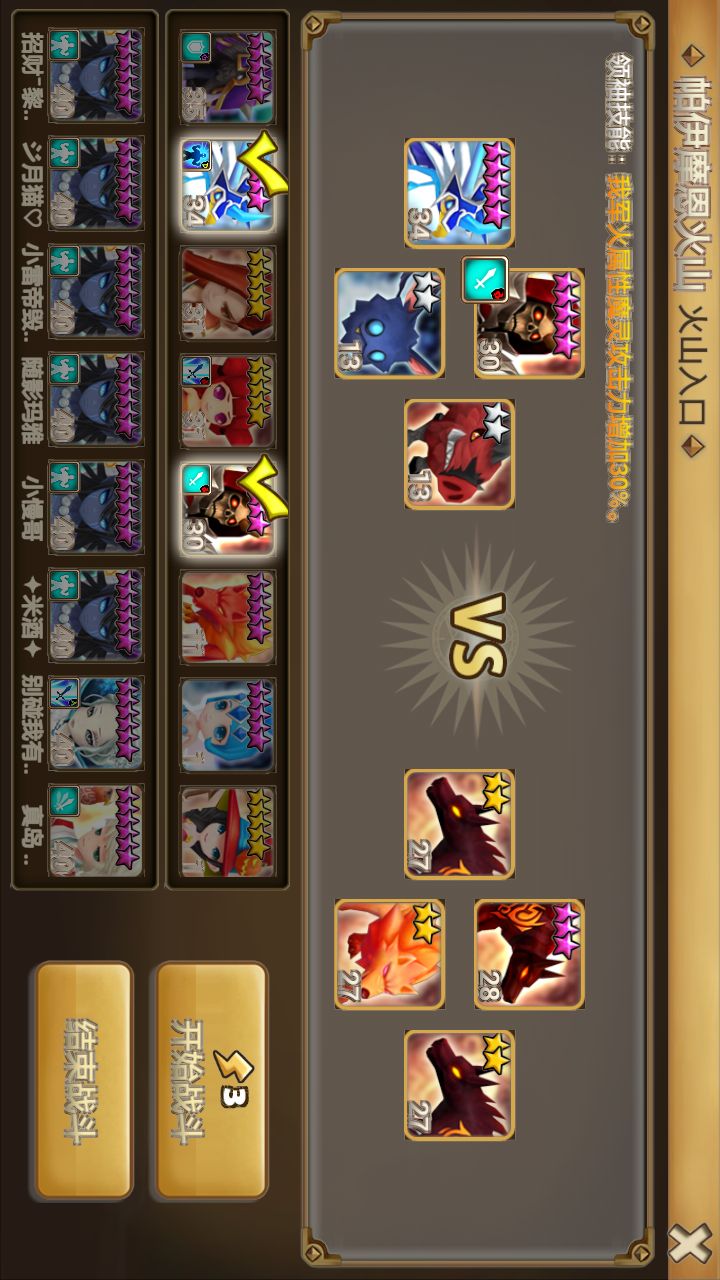 帕伊摩恩火山 火山入口
领袖技能：我军火属性魔灵攻击力增加30%。
34
30
13
13
VS
27
28
27
27
35
34
31
31
30
11
11
11
40
40
40
40
40
40
40
40
招财~黎..
ジ月猫♡
小雷帝毁..
随影玛雅
小傻哥
✦米酒✦
别碰我有..
真岛..
3
开始战斗
结束战斗